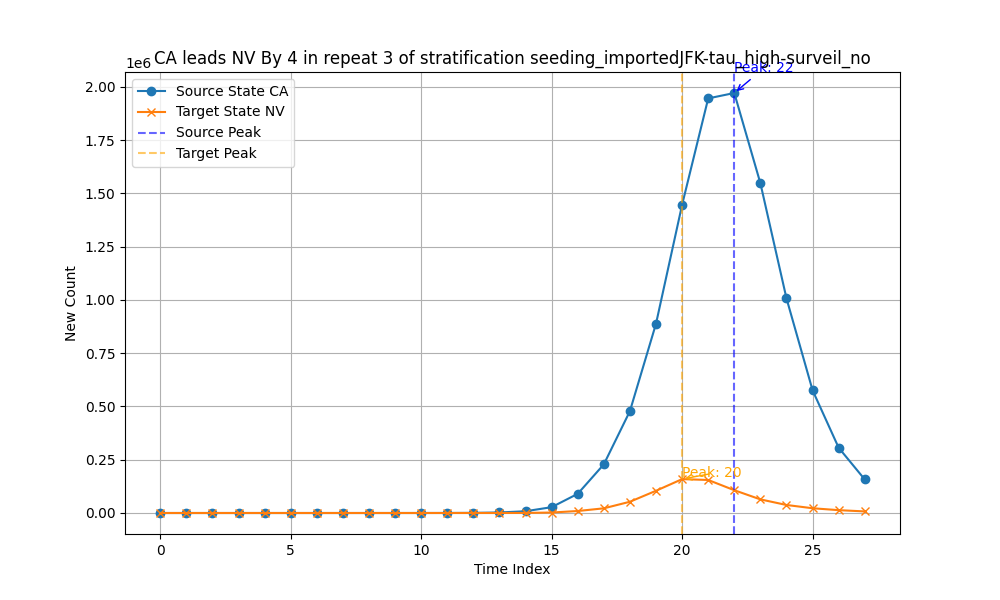 CA leads NV By 4 in repeat 3 of stratification seeding_importedJFK-tau_high-surveil_no
1e6
Peak: 22
Source State CA
Target State NV
Source Peak
Target Peak
2.00
1.75
1.50
1.25
1.00
0.75
0.50
0.25
0.00
New Count
Peak: 20
0
5
10
15
20
25
Time Index